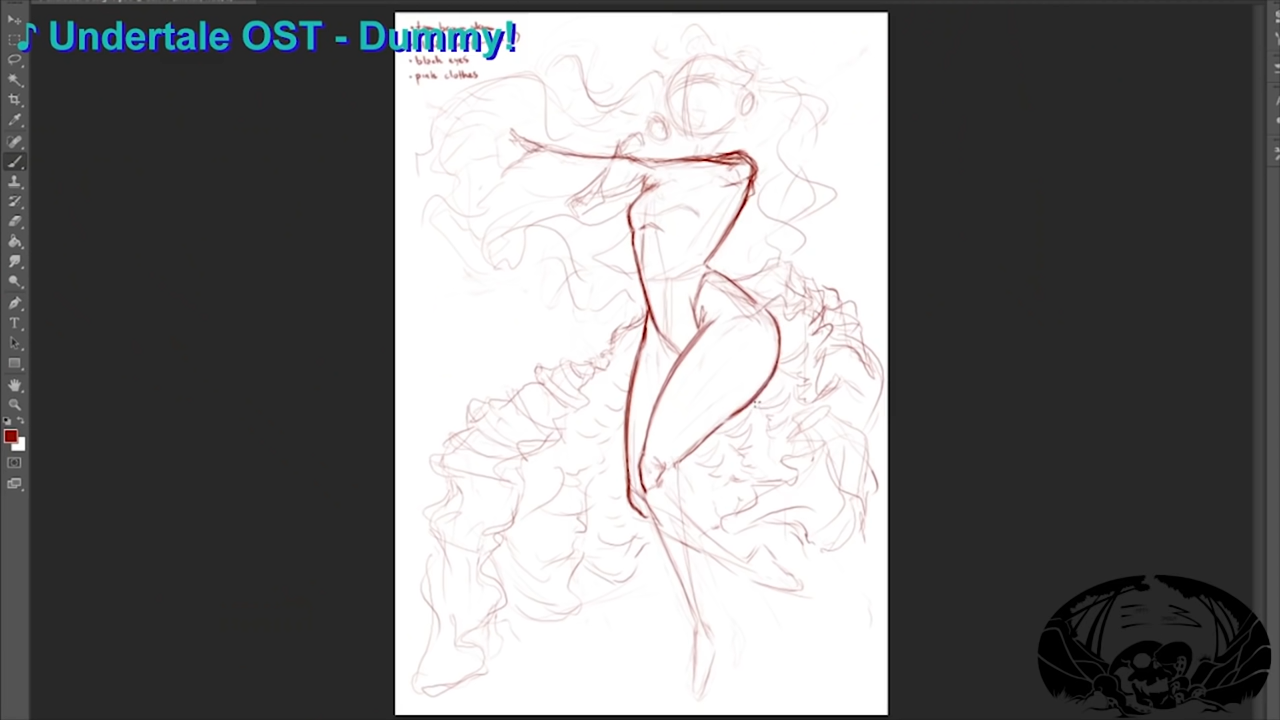 ♪ Undertale OST - Dummy!
• black eyes
• pink clothes